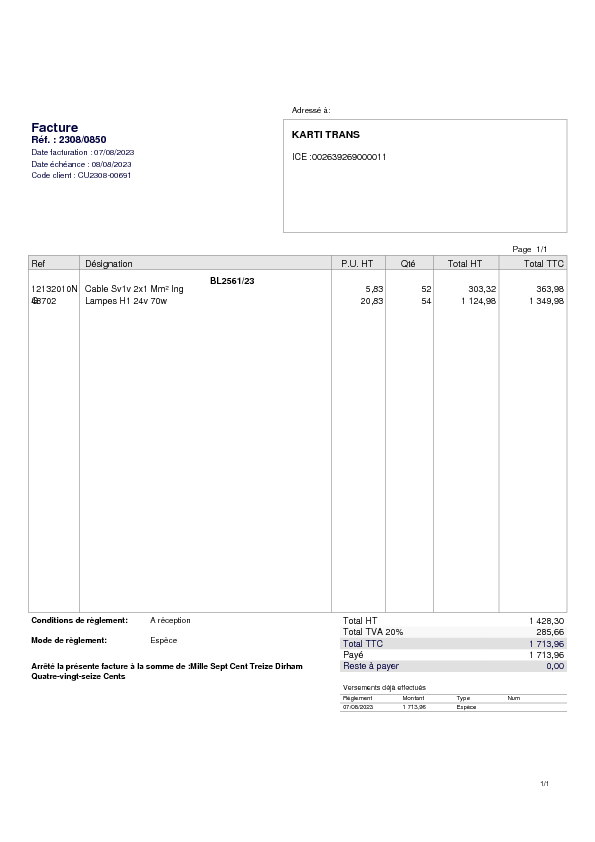 Adressé à:
Facture
Réf. : 2308/0850
Date facturation : 07/08/2023
Date échéance : 08/08/2023
Code client : CU2308-00691
KARTI TRANS
ICE :002639269000011
Page 1/1
Ref Désignation P.U. HT Qté Total HT Total TTC
BL2561/23
12132010N Cable Sv1v 2x1 Mm² Ing 5,83 52 303,32 363,98
48702 Lampes H1 24v 70w 20,83 54 1 124,98 1 349,98
Conditions de règlement: A réception
Mode de règlement: Espèce
Arrêté la présente facture à la somme de :Mille Sept Cent Treize Dirham
Quatre-vingt-seize Cents
Total HT 1 428,30
Total TVA 20% 285,66
Total TTC 1 713,96
Payé 1 713,96
Reste à payer 0,00
Versements déjà effectués
Règlement Montant Type Num
07/08/2023 1 713,96 Espèce
1/1